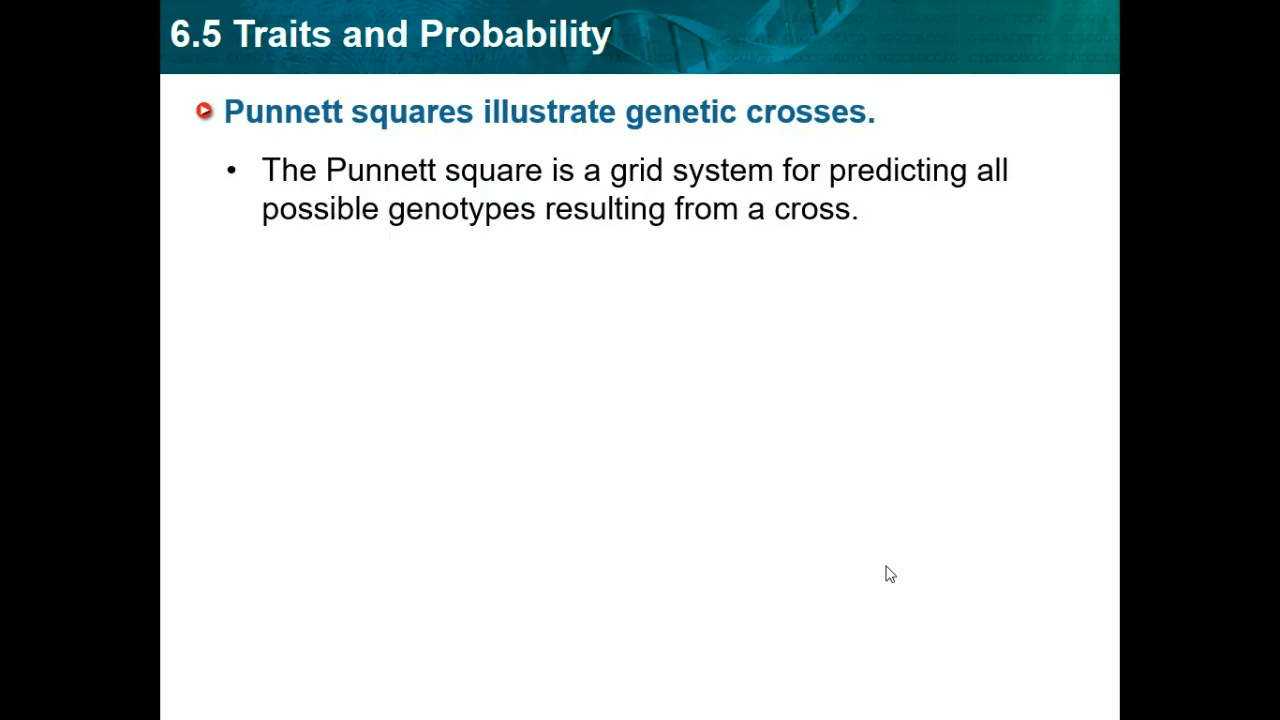 6.5 Traits and Probability
Punnett squares illustrate genetic crosses.
• The Punnett square is a grid system for predicting all
possible genotypes resulting from a cross.